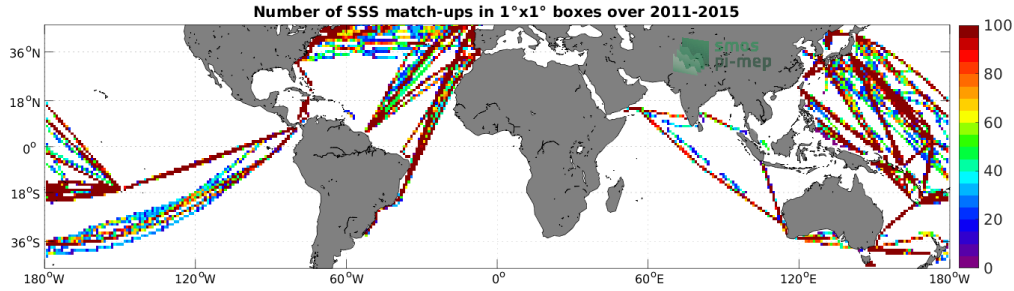 Number of SSS match-ups in 1°x1° boxes over 2011-2015
smos
pi-mep
36°N
18°N
0°
18°S
36°S
180°W
120°W
60°W
0°
60°E
120°E
180°W
100
80
60
40
20
0